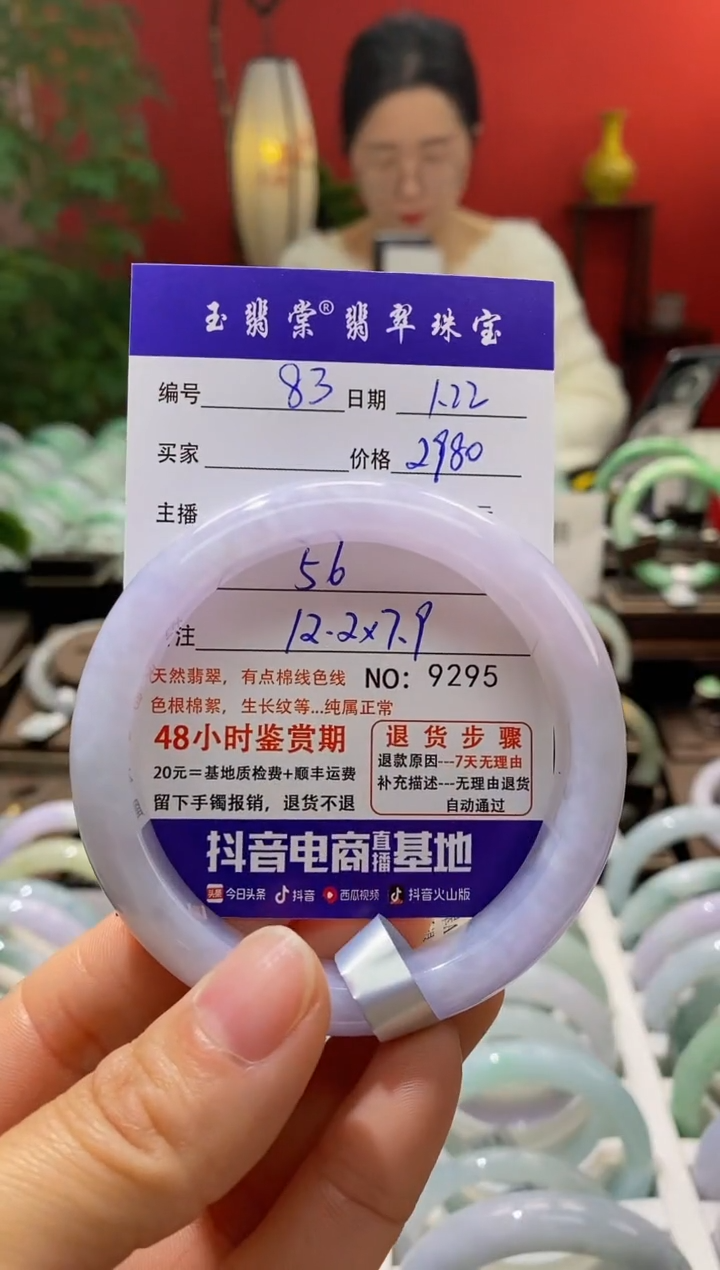 玉翡棠®翡翠珠宝
编号 83 日期 1.22
买家 价格 2980
主播
56
注 12.2x7.9
天然翡翠,有点棉线色线 NO: 9295
色根棉絮,生长纹等...纯属正常
48小时鉴赏期
20元=基地质检费+顺丰运费
留下手镯报销,退货不退
退货步骤
退款原因---7天无理由
补充描述---无理由退货
自动通过
抖音电商直播基地
头条 今日头条 抖音 西瓜视频 抖音火山版